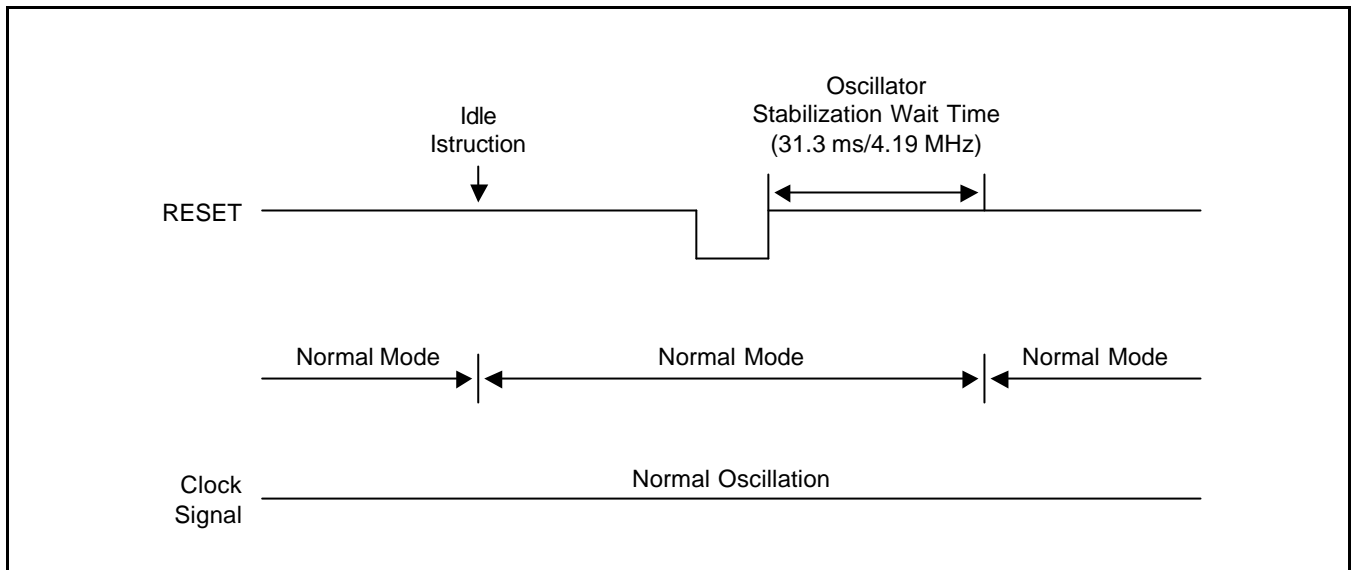 Oscillator
Stabilization Wait Time
(31.3 ms/4.19 MHz)
Idle
Istruction
RESET
Normal Mode
Normal Mode
Normal Mode
Normal Oscillation
Clock
Signal